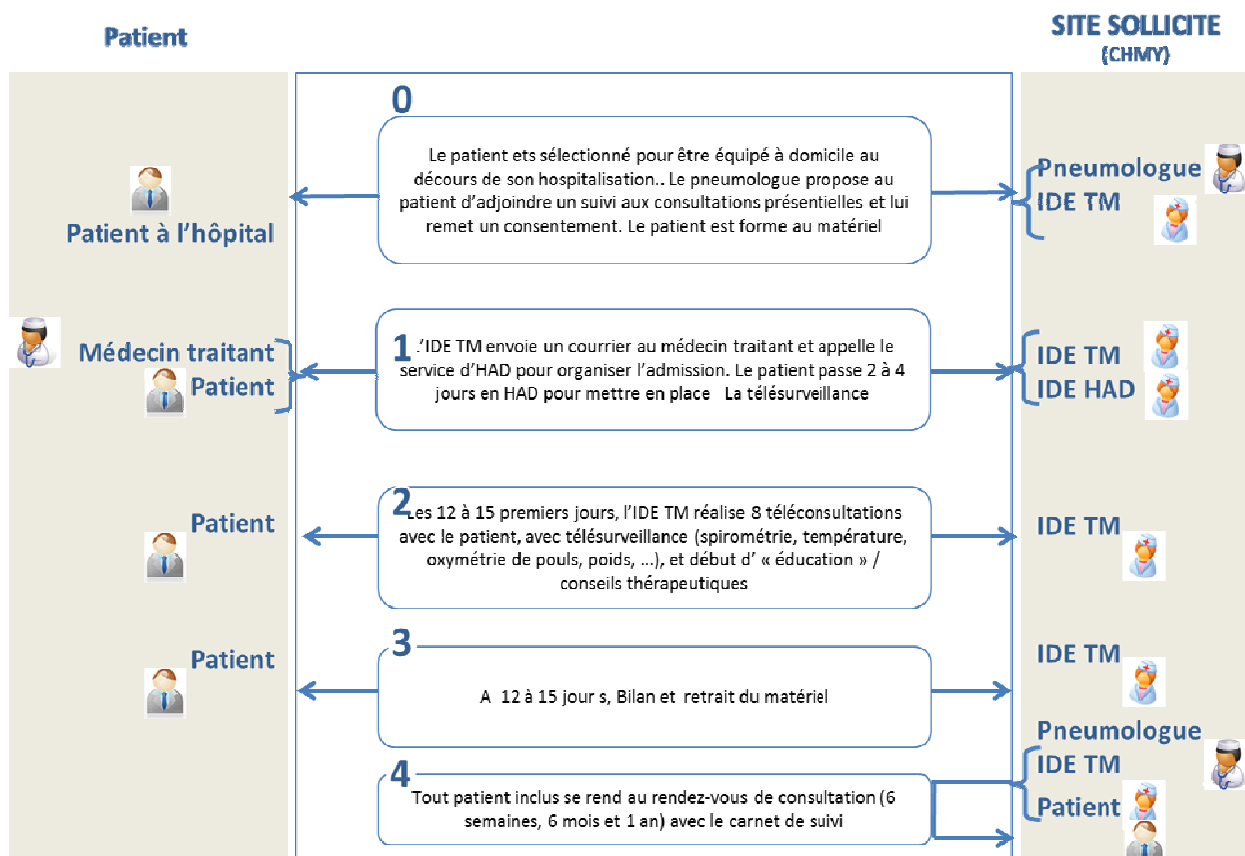 Patient
SITE SOLLICITE
(CHMY)
0
Le patient ets sélectionné pour être équipé à domicile au
décours de son hospitalisation.. Le pneumologue propose au
patient d'adjoindre un suivi aux consultations présentielles et lui
remet un consentement. Le patient est forme au matériel
Patient à l'hôpital
Pneumologue
IDE TM
1
.'IDE TM envoie un courrier au médecin traitant et appelle le
service d'HAD pour organiser l'admission. Le patient passe 2 à 4
jours en HAD pour mettre en place La télésurveillance
Médecin traitant
Patient
IDE TM
IDE HAD
2
Les 12 à 15 premiers jours, l'IDE TM réalise 8 téléconsultations
avec le patient, avec télésurveillance (spirométrie, température,
oxymétrie de pouls, poids, ...), et début d' « éducation » /
conseils thérapeutiques
Patient
IDE TM
3
A 12 à 15 jour s, Bilan et retrait du matériel
Patient
IDE TM
4
Tout patient inclus se rend au rendez-vous de consultation (6
semaines, 6 mois et 1 an) avec le carnet de suivi
Pneumologue
IDE TM
Patient